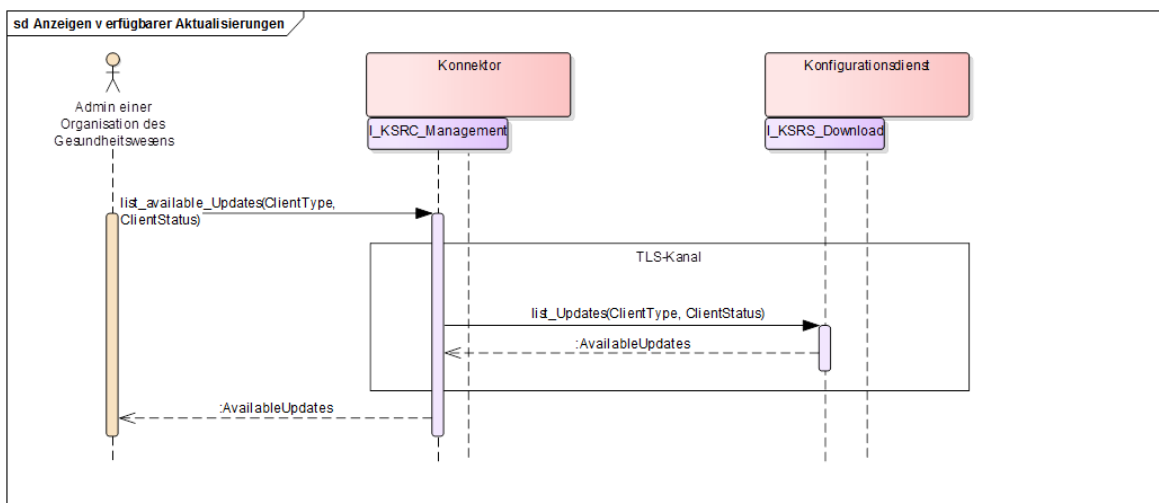 sd Anzeigen verfügbarer Aktualisierungen
Konnektor
Konfigurationsdienst
Admin einer
Organisation des
Gesundheitswesens
I_KSRC_Management
I_KSRS_Download
list_available_Updates(ClientType,
ClientStatus)
TLS-Kanal
list_Updates(ClientType, ClientStatus)
:AvailableUpdates
:AvailableUpdates